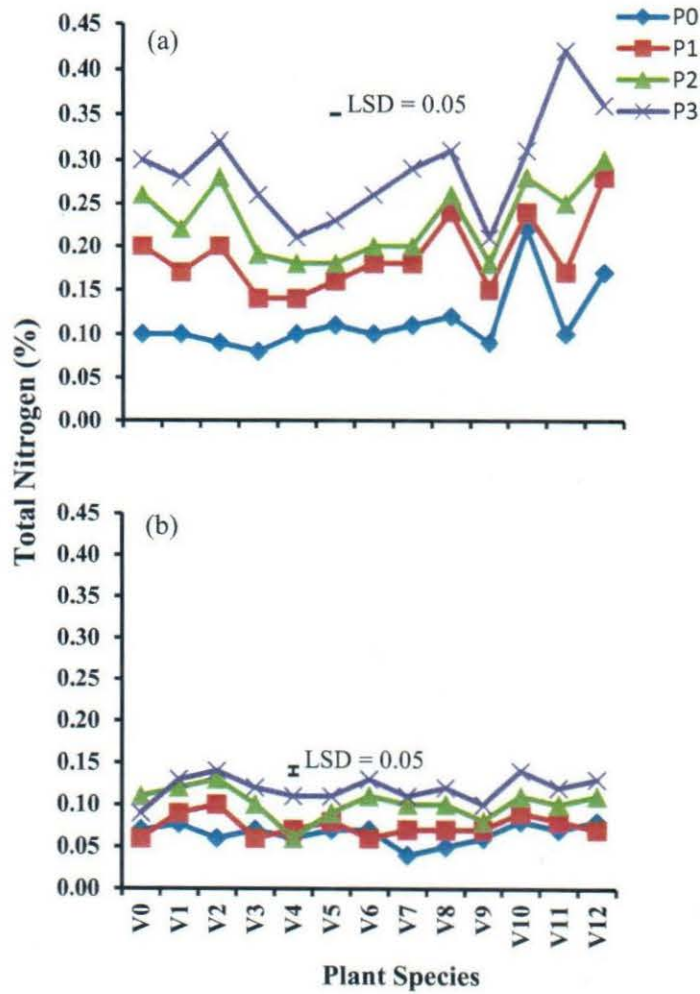 (a)
P0
P1
P2
P3
LSD = 0.05
0.45
0.40
0.35
0.30
0.25
0.20
0.15
0.10
0.05
0.00
Total Nitrogen (%)
(b)
LSD = 0.05
0.45
0.40
0.35
0.30
0.25
0.20
0.15
0.10
0.05
0.00
V0 V1 V2 V3 V4 V5 V6 V7 V8 V9 V10 V11 V12
Plant Species